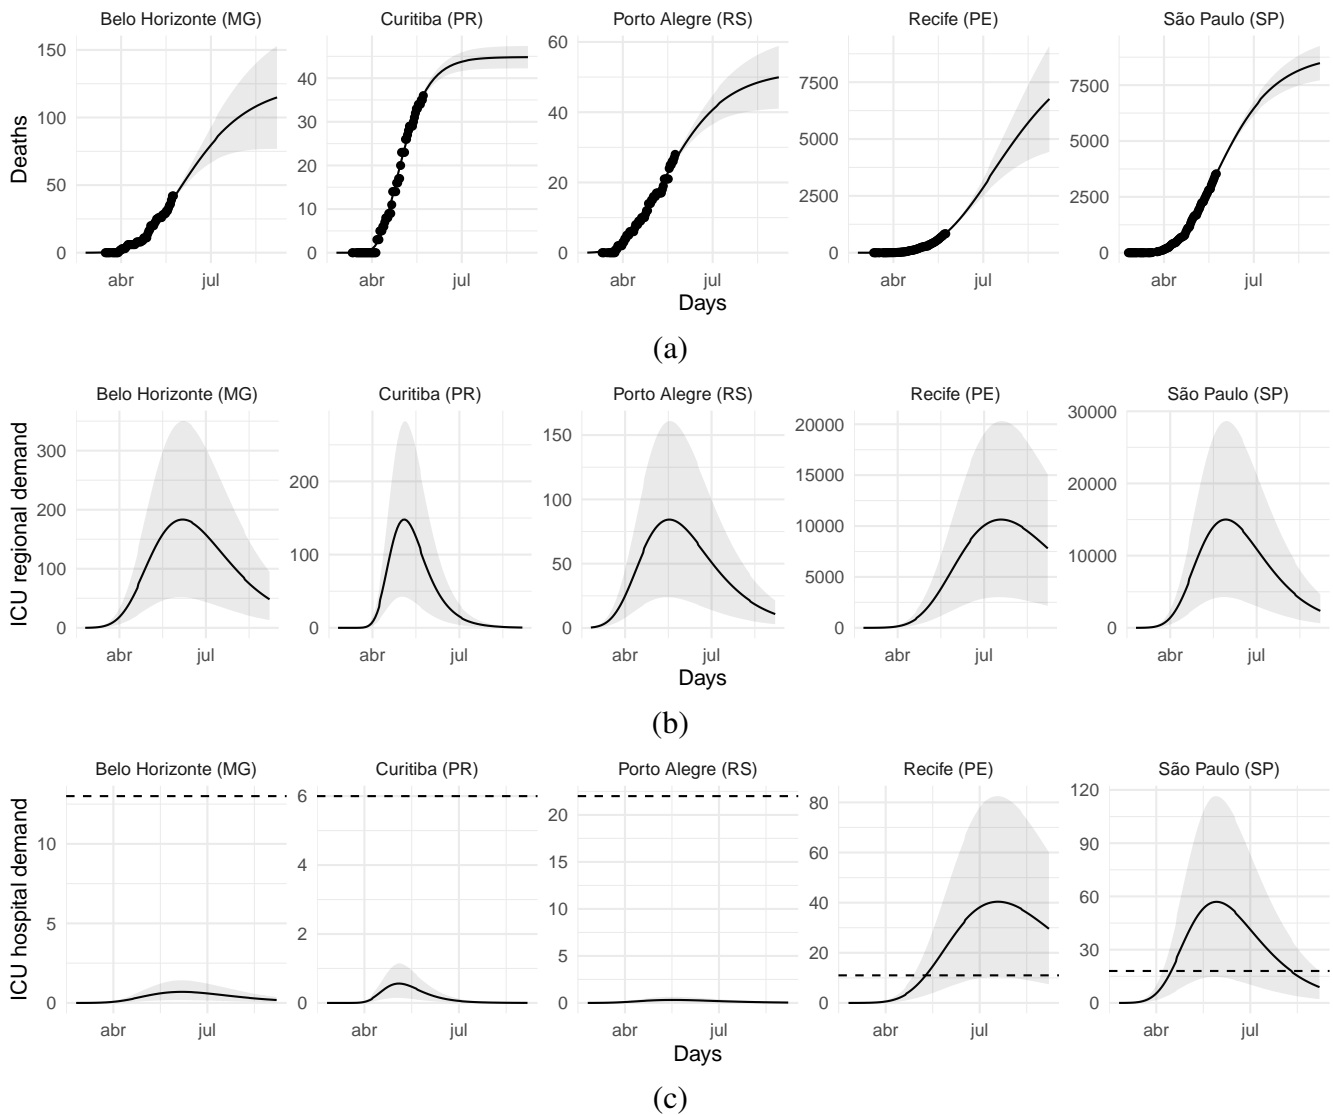 Belo Horizonte (MG) Curitiba (PR) Porto Alegre (RS) Recife (PE) São Paulo (SP)
Deaths
150
100
50
0
abr jul
40
30
20
10
0
abr jul
60
40
20
0
abr jul
7500
5000
2500
0
abr jul
7500
5000
2500
0
abr jul
Days
(a)
Belo Horizonte (MG) Curitiba (PR) Porto Alegre (RS) Recife (PE) São Paulo (SP)
ICU regional demand
300
200
100
0
abr jul
200
100
0
abr jul
150
100
50
0
abr jul
20000
15000
10000
5000
0
abr jul
30000
20000
10000
0
abr jul
Days
(b)
Belo Horizonte (MG) Curitiba (PR) Porto Alegre (RS) Recife (PE) São Paulo (SP)
ICU hospital demand
10
5
0
abr jul
6
4
2
0
abr jul
20
15
10
5
0
abr jul
80
60
40
20
0
abr jul
120
90
60
30
0
abr jul
Days
(c)